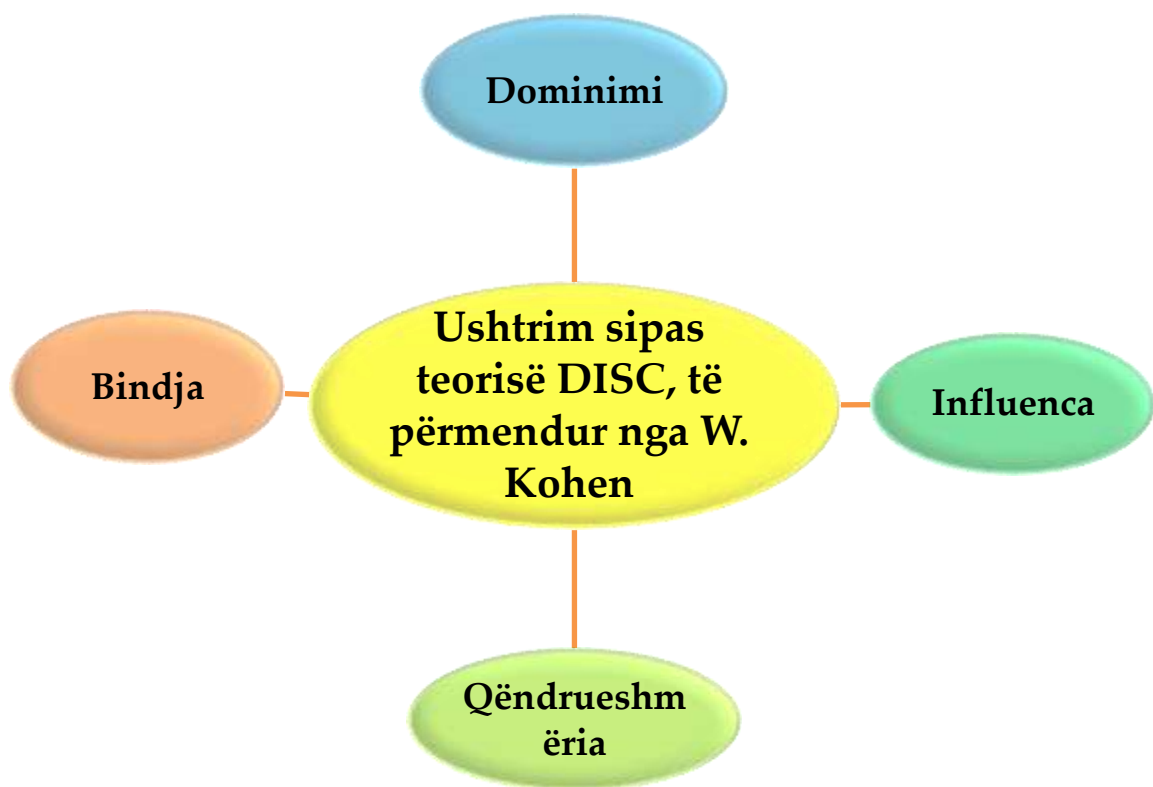 Dominimi
Ushtrim sipas
teorisë DISC, të
përmendur nga W.
Kohen
Bindja
Influenca
Qëndrueshm
ëria